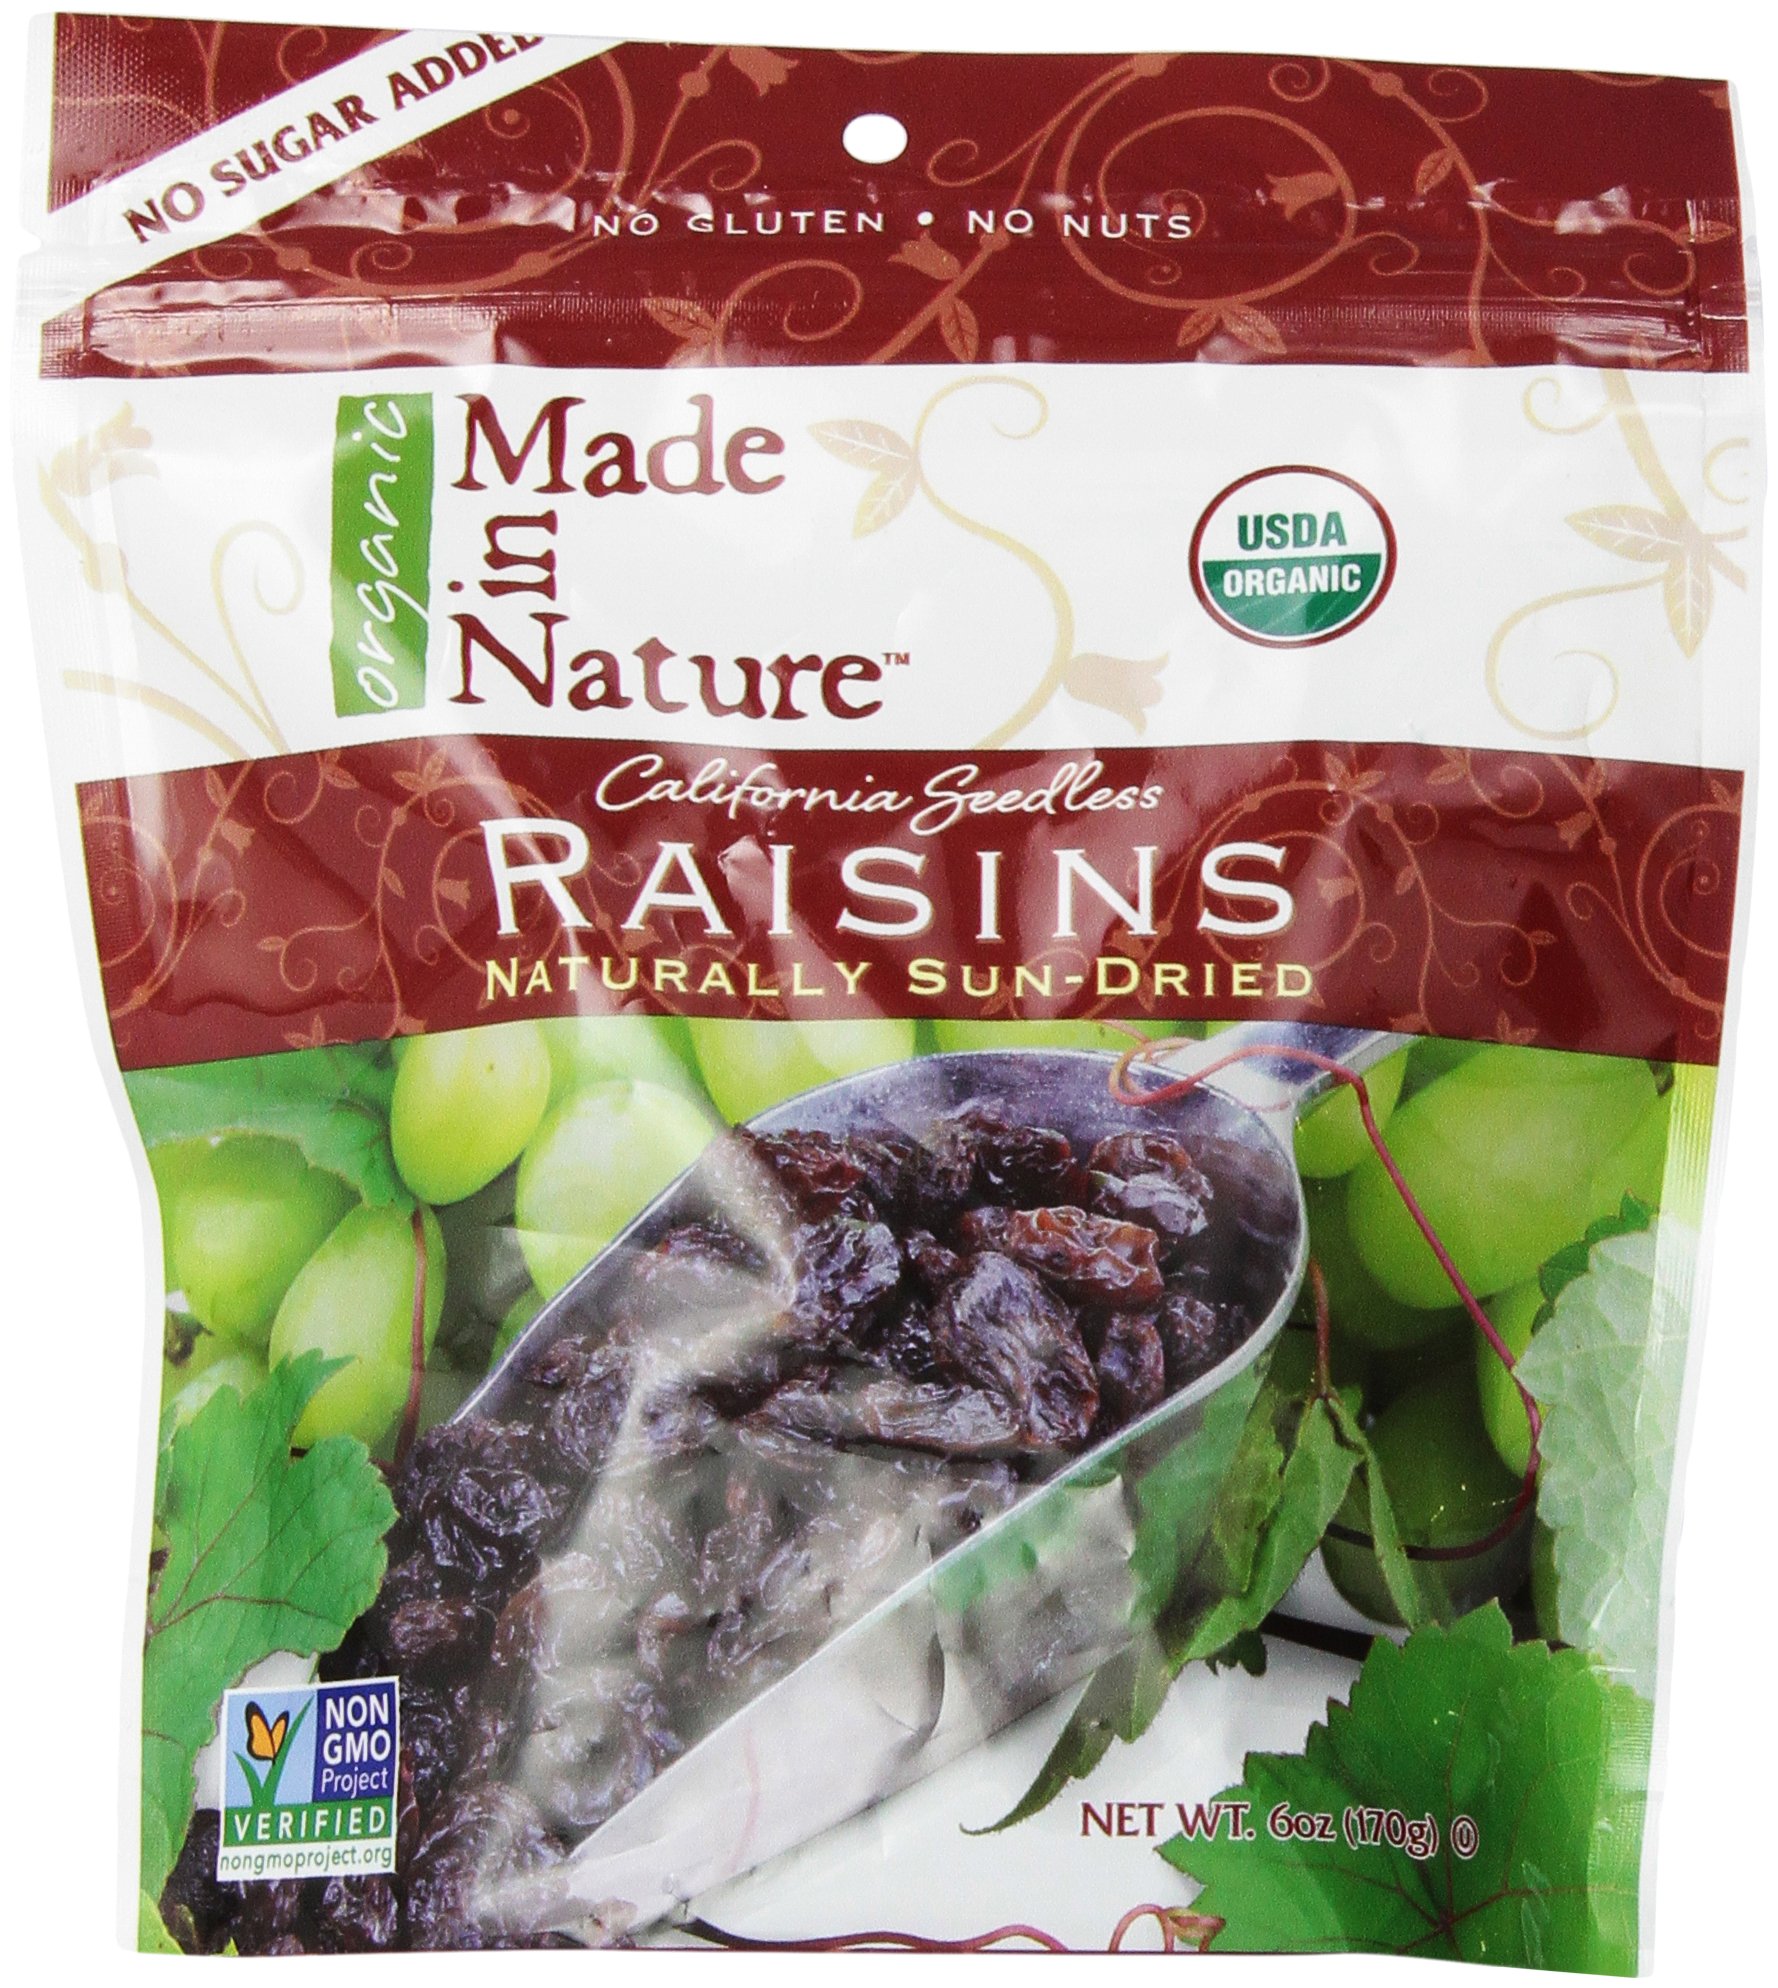 NO SUGAR ADDED
NO GLUTEN • NO NUTS
organic
Made
in
Nature™
USDA
ORGANIC
California Seedless
RAISINS
NATURALLY SUN-DRIED
NON
GMO
Project
VERIFIED
nongmoproject.org
NET WT. 6oz (170g) Ⓤ